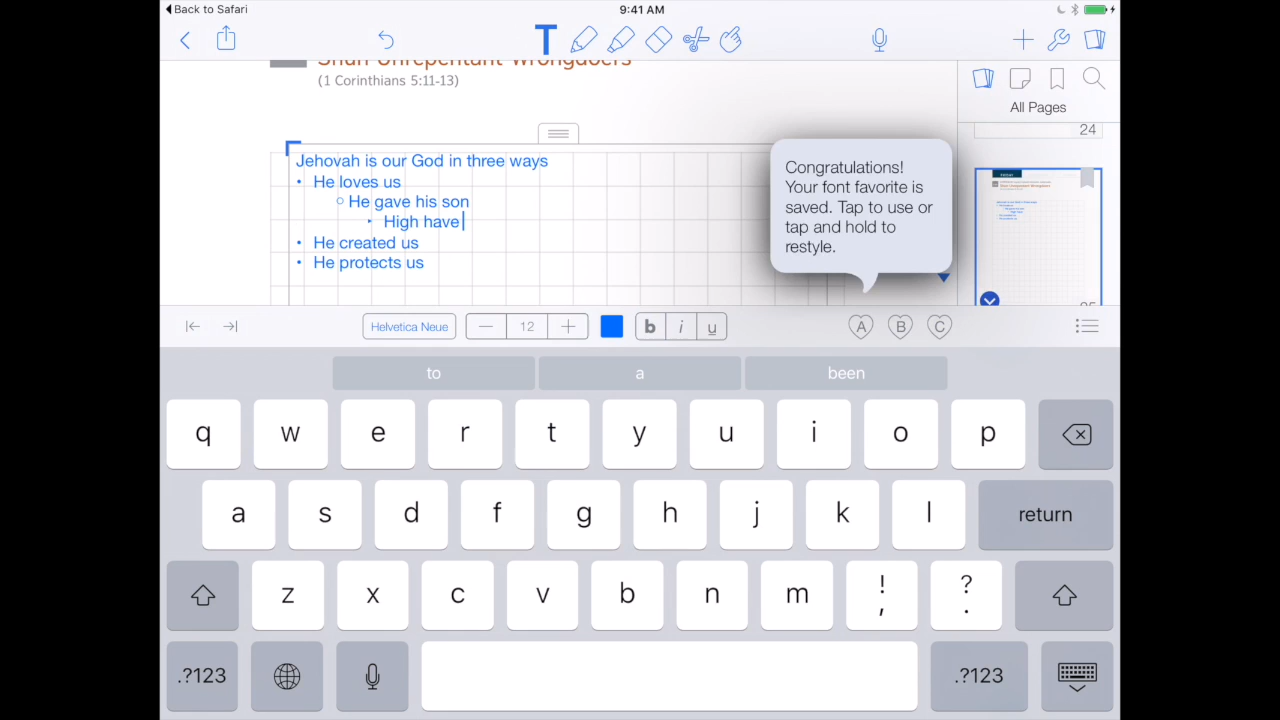 Back to Safari
9:41 AM
T
Shun Unrepentant Wrongdoers
(1 Corinthians 5:11-13)
All Pages
24
Jehovah is our God in three ways
• He loves us
○ He gave his son
‣ High have
• He created us
• He protects us
Congratulations!
Your font favorite is
saved. Tap to use or
tap and hold to
restyle.
Helvetica Neue
12
b i u
A B C
to a been
q w e r t y u i o p
a s d f g h j k l return
z x c v b n m ! , ? .
.?123 .?123